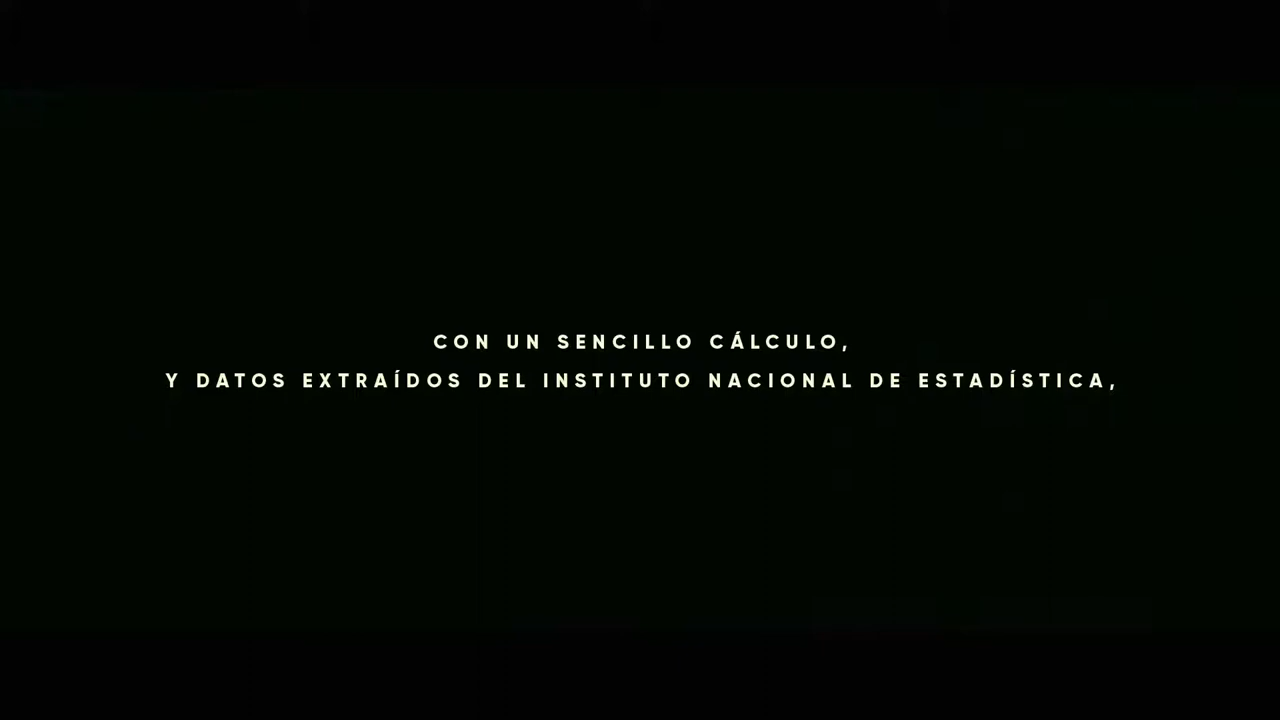 CON UN SENCILLO CÁLCULO,
Y DATOS EXTRAÍDOS DEL INSTITUTO NACIONAL DE ESTADÍSTICA,